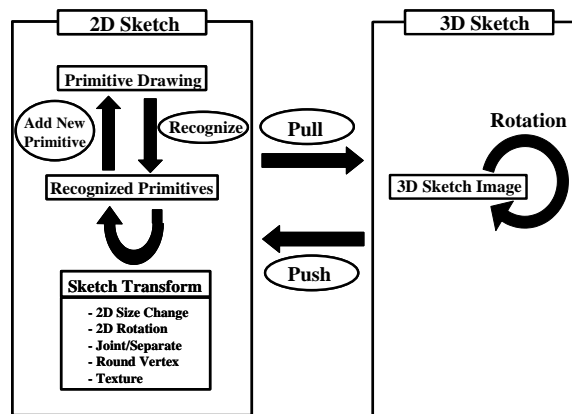 2D Sketch
Primitive Drawing
Add New
Primitive
Recognize
Recognized Primitives
Sketch Transform
- 2D Size Change
- 2D Rotation
- Joint/Separate
- Round Vertex
- Texture
Pull
Push
3D Sketch
Rotation
3D Sketch Image